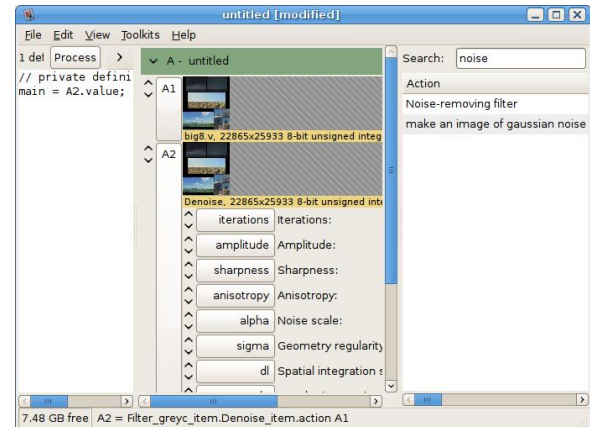 untitled [modified]
File Edit View Toolkits Help
1 del Process >
// private defini
main = A2.value;
A - untitled
A1
big8.v, 22865x25933 8-bit unsigned integ
A2
Denoise, 22865x25933 8-bit unsigned inte
iterations Iterations:
amplitude Amplitude:
sharpness Sharpness:
anisotropy Anisotropy:
alpha Noise scale:
sigma Geometry regularity
dl Spatial integration s
Search: noise
Action
Noise-removing filter
make an image of gaussian noise
7.48 GB free A2 = Filter_greyc_item.Denoise_item.action A1